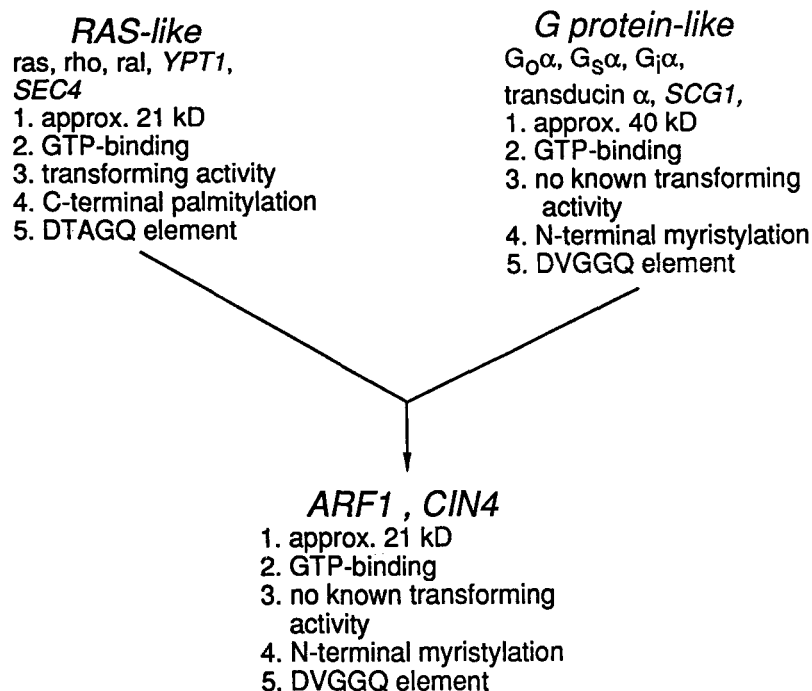 RAS-like
ras, rho, ral, YPT1,
SEC4
1. approx. 21 kD
2. GTP-binding
3. transforming activity
4. C-terminal palmitylation
5. DTAGQ element
G protein-like
Goα, Gsα, Giα,
transducin α, SCG1,
1. approx. 40 kD
2. GTP-binding
3. no known transforming
activity
4. N-terminal myristylation
5. DVGGQ element
ARF1 , CIN4
1. approx. 21 kD
2. GTP-binding
3. no known transforming
activity
4. N-terminal myristylation
5. DVGGQ element